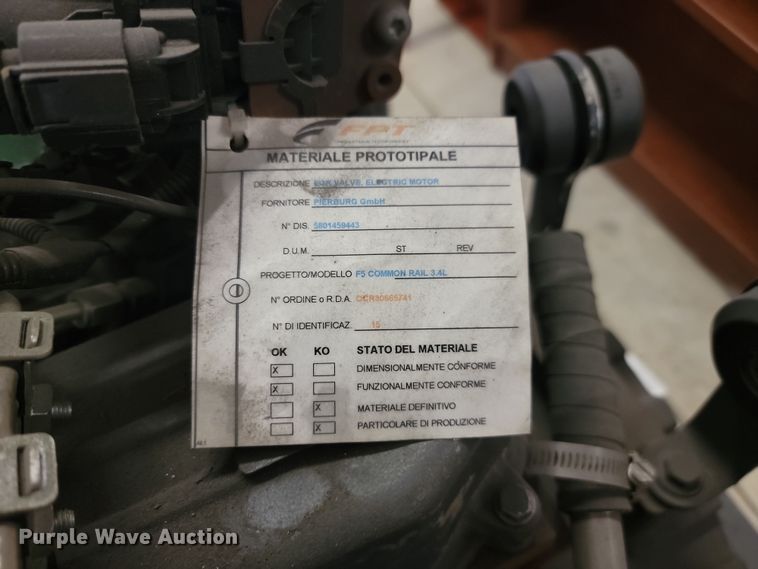 FPT
MATERIALE PROTOTIPALE
DESCRIZIONE EGR VALVE, ELECTRIC MOTOR
FORNITORE PIERBURG GmbH
N° DIS. 5801459443
D.U.M. ST REV
PROGETTO/MODELLO F5 COMMON RAIL 3.4L
N° ORDINE o R.D.A.
N° DI IDENTIFICAZ. 15
OK KO STATO DEL MATERIALE
X DIMENSIONALMENTE CONFORME
X FUNZIONALMENTE CONFORME
X MATERIALE DEFINITIVO
X PARTICOLARE DI PRODUZIONE
Purple Wave Auction